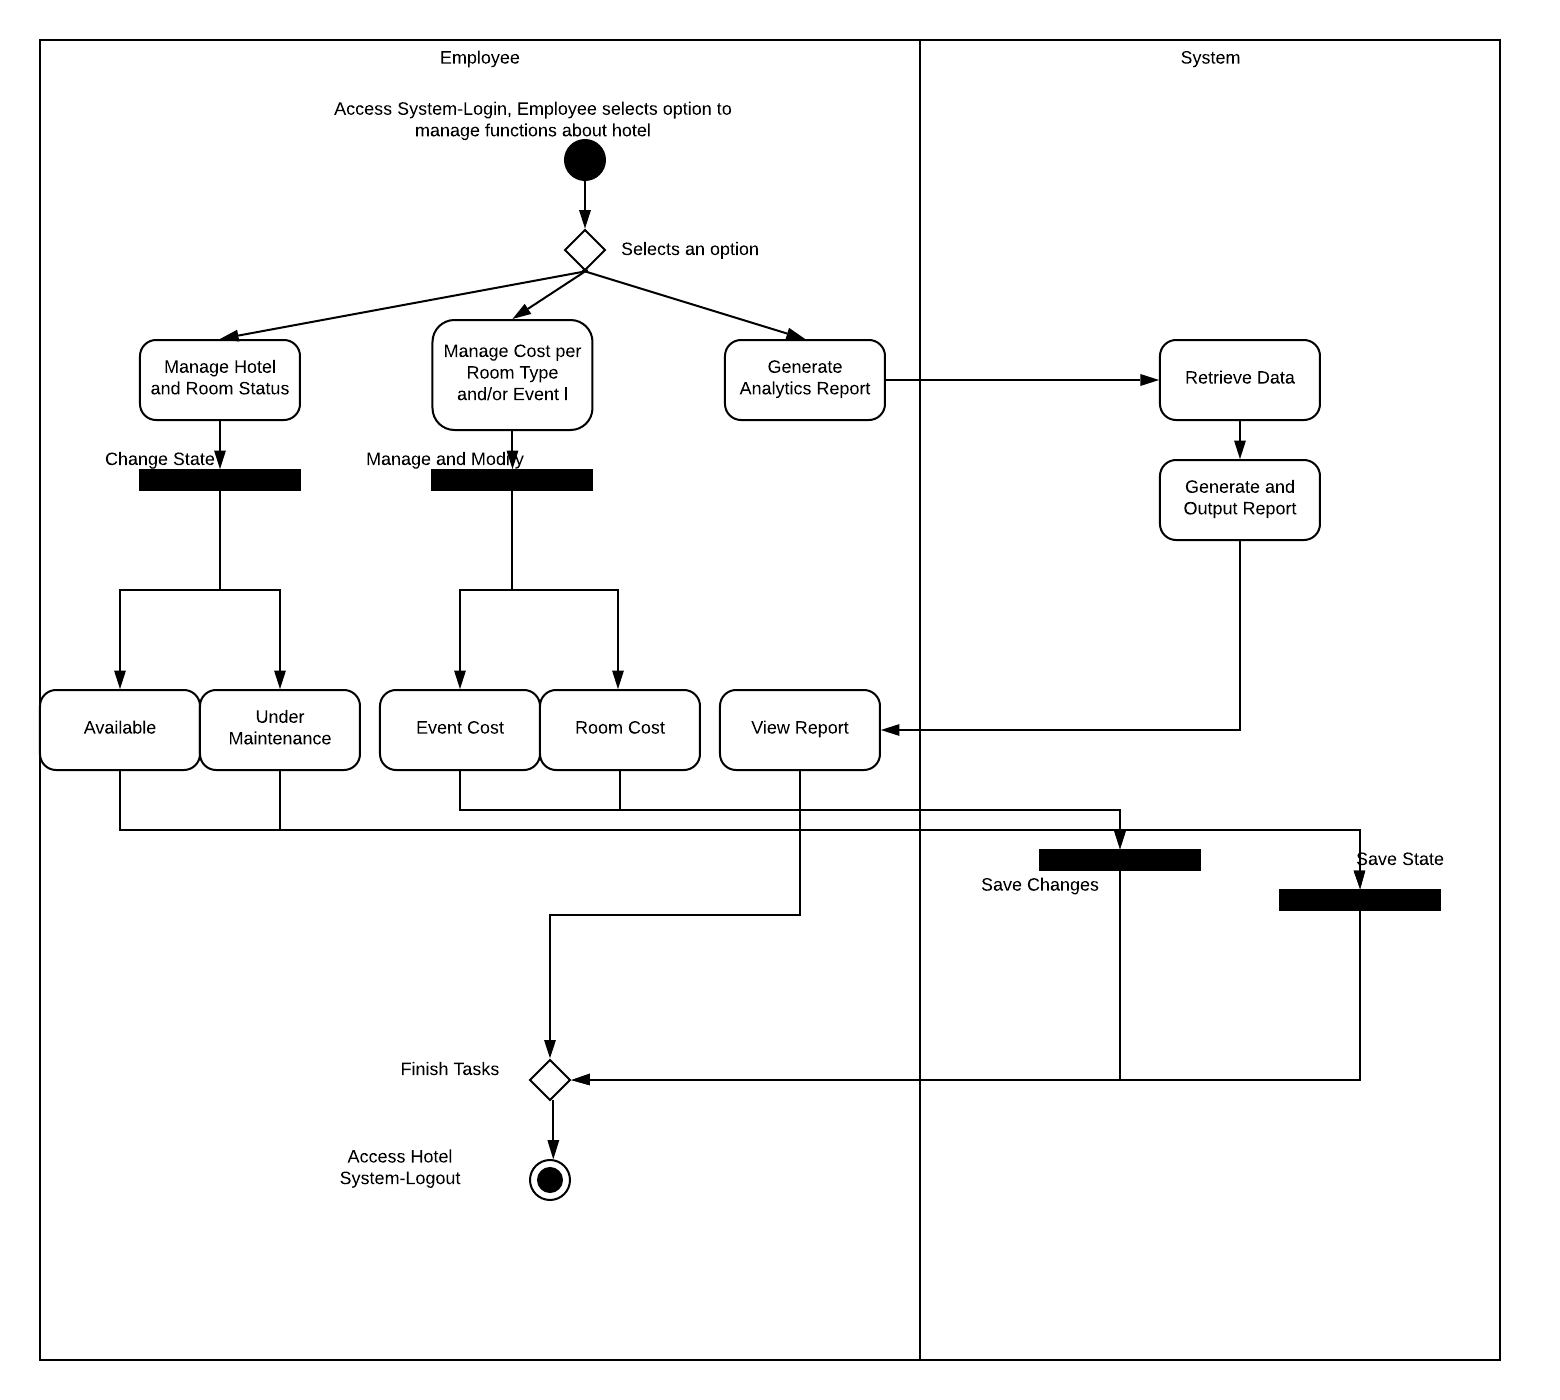 Employee
System
Access System-Login, Employee selects option to
manage functions about hotel
Selects an option
Manage Hotel
and Room Status
Manage Cost per
Room Type
and/or Event l
Generate
Analytics Report
Retrieve Data
Change State
Manage and Modify
Generate and
Output Report
Available
Under
Maintenance
Event Cost
Room Cost
View Report
Save State
Save Changes
Finish Tasks
Access Hotel
System-Logout